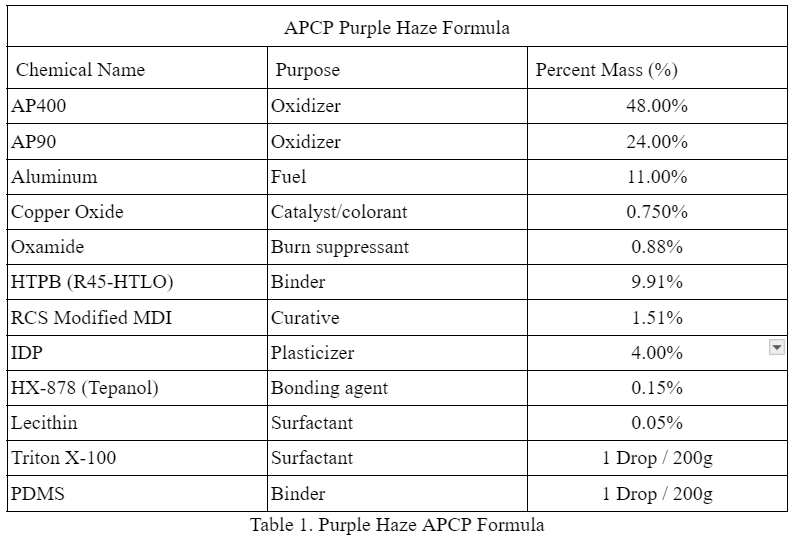 APCP Purple Haze Formula
Chemical Name Purpose Percent Mass (%)
AP400 Oxidizer 48.00%
AP90 Oxidizer 24.00%
Aluminum Fuel 11.00%
Copper Oxide Catalyst/colorant 0.750%
Oxamide Burn suppressant 0.88%
HTPB (R45-HTLO) Binder 9.91%
RCS Modified MDI Curative 1.51%
IDP Plasticizer 4.00%
HX-878 (Tepanol) Bonding agent 0.15%
Lecithin Surfactant 0.05%
Triton X-100 Surfactant 1 Drop / 200g
PDMS Binder 1 Drop / 200g
Table 1. Purple Haze APCP Formula